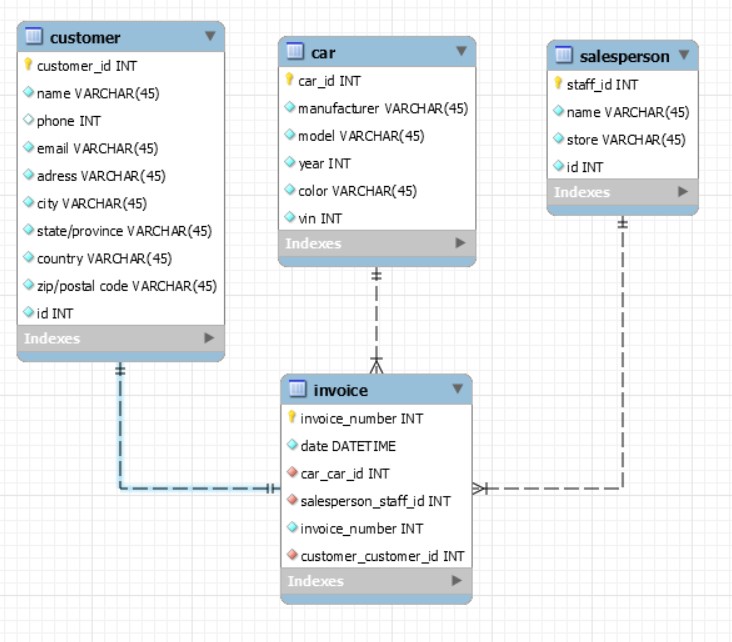 customer
customer_id INT
name VARCHAR(45)
phone INT
email VARCHAR(45)
adress VARCHAR(45)
city VARCHAR(45)
state/province VARCHAR(45)
country VARCHAR(45)
zip/postal code VARCHAR(45)
id INT
Indexes
car
car_id INT
manufacturer VARCHAR(45)
model VARCHAR(45)
year INT
color VARCHAR(45)
vin INT
Indexes
salesperson
staff_id INT
name VARCHAR(45)
store VARCHAR(45)
id INT
Indexes
invoice
invoice_number INT
date DATETIME
car_car_id INT
salesperson_staff_id INT
invoice_number INT
customer_customer_id INT
Indexes